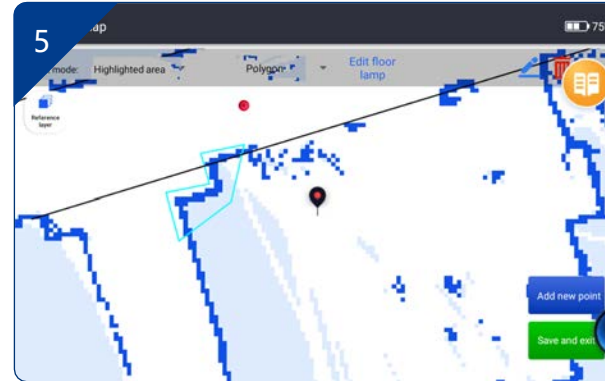 5
ap
75
mode: Highlighted area Polygon Edit floor
lamp
Reference
layer
Add new point
Save and exit